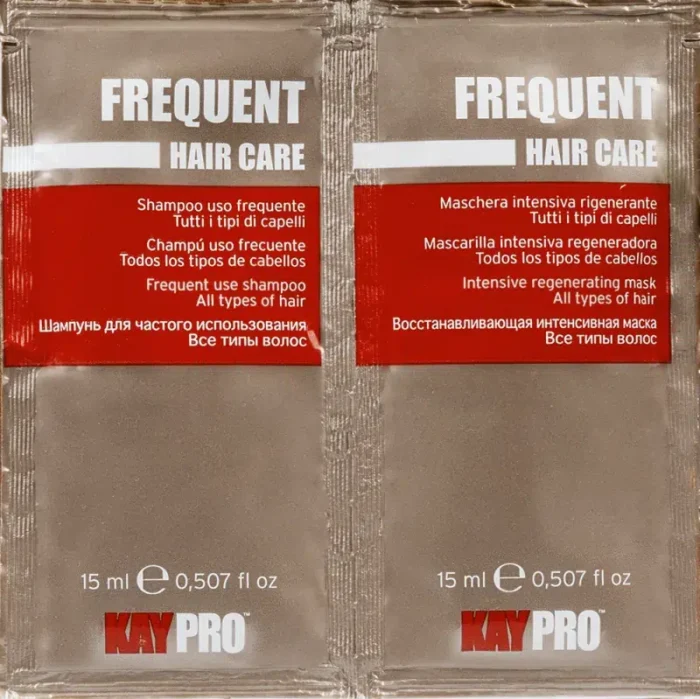 FREQUENT
HAIR CARE
Shampoo uso frequente
Tutti i tipi di capelli
Champú uso frecuente
Todos los tipos de cabellos
Frequent use shampoo
All types of hair
Шампунь для частого использования
Все типы волос
15 ml ℮ 0,507 fl oz
KAYPRO™
FREQUENT
HAIR CARE
Maschera intensiva rigenerante
Tutti i tipi di capelli
Mascarilla intensiva regeneradora
Todos los tipos de cabellos
Intensive regenerating mask
All types of hair
Восстанавливающая интенсивная маска
Все типы волос
15 ml ℮ 0,507 fl oz
KAYPRO™